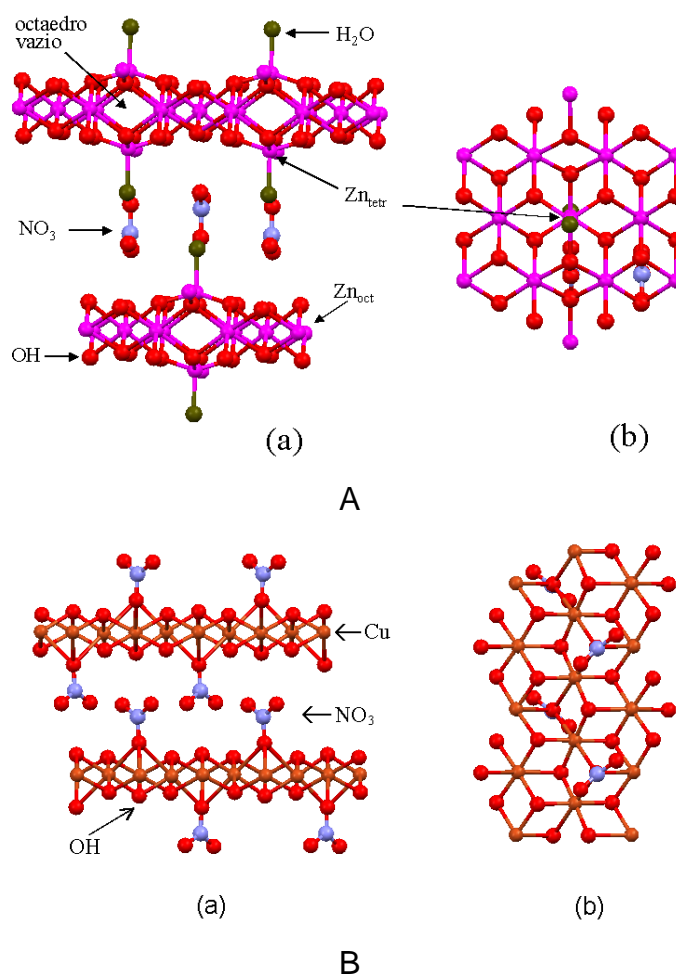 octaedro
vazio
H2O
Zntetr
NO3
Znoct
OH
(a)
(b)
A
Cu
NO3
OH
(a)
(b)
B